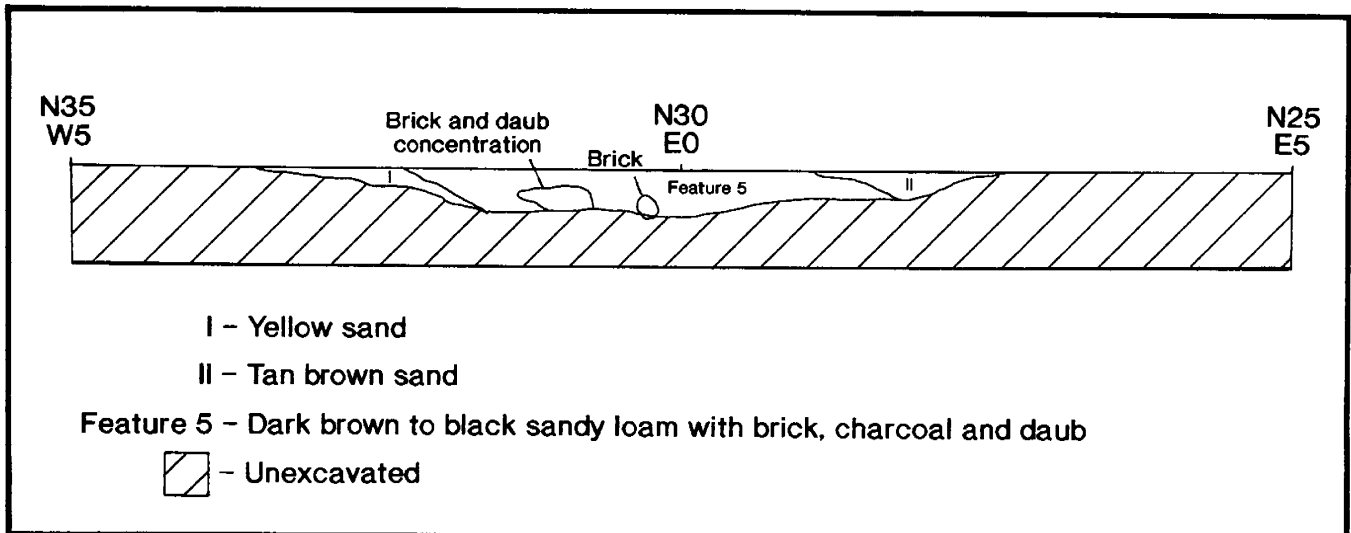 N35
W5
Brick and daub
concentration
Brick
N30
E0
N25
E5
I
Feature 5
II
I – Yellow sand
II – Tan brown sand
Feature 5 – Dark brown to black sandy loam with brick, charcoal and daub
– Unexcavated